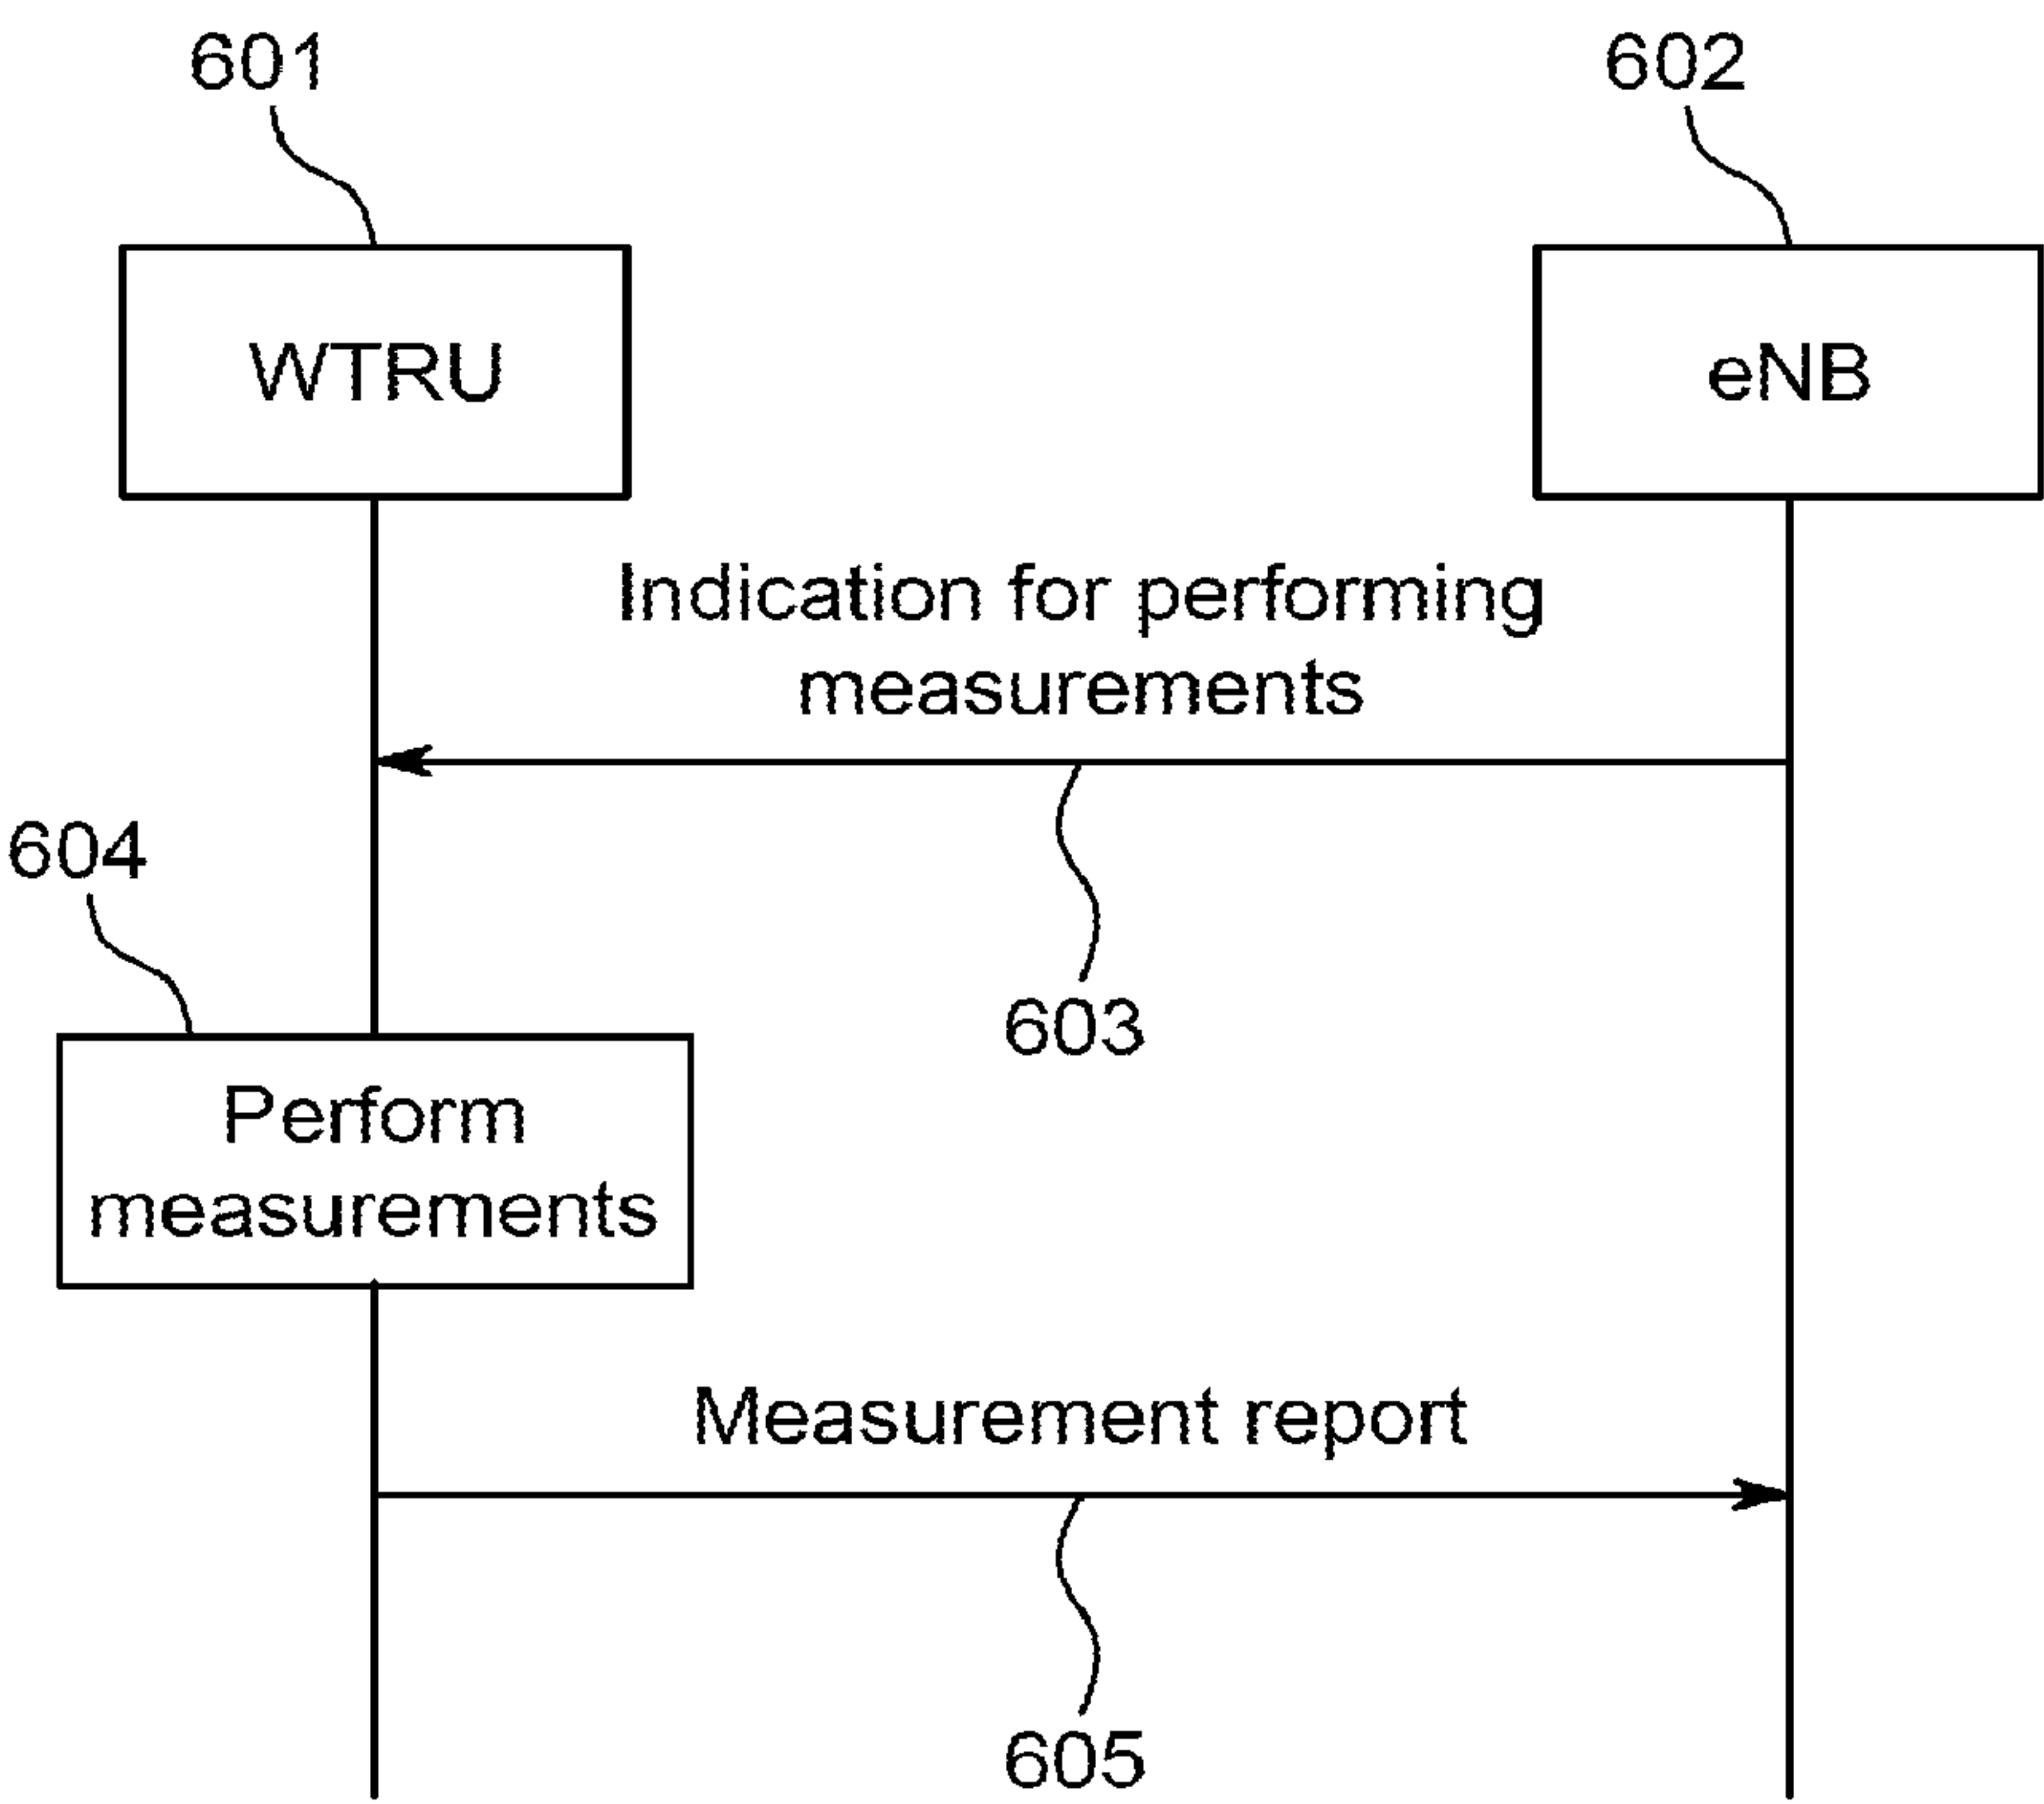 601
602
WTRU
eNB
Indication for performing
measurements
604
603
Perform
measurements
Measurement report
605